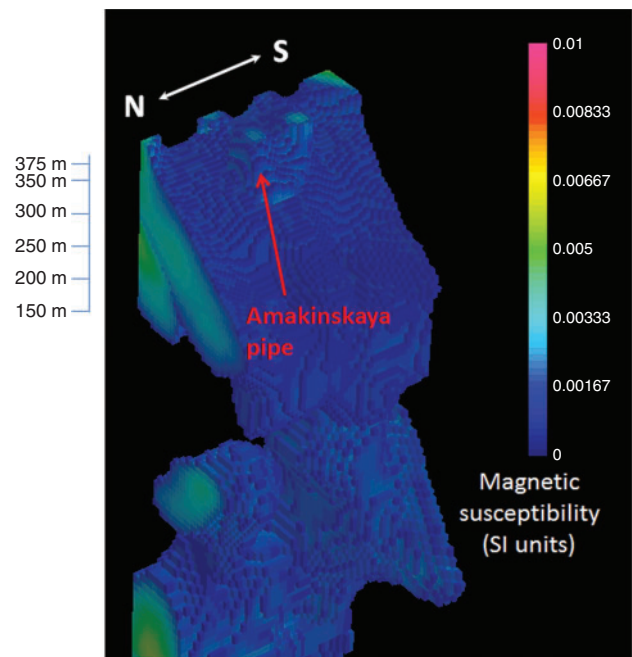 S
N
375 m
350 m
300 m
250 m
200 m
150 m
Amakinskaya
pipe
0.01
0.00833
0.00667
0.005
0.00333
0.00167
0
Magnetic
susceptibility
(SI units)